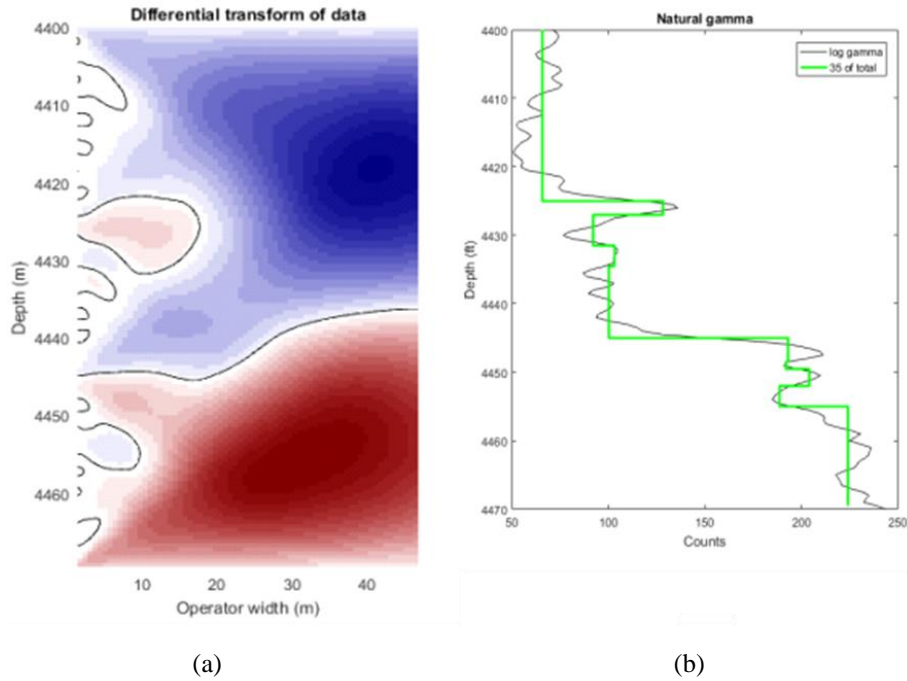 Differential transform of data
4400
4410
4420
4430
4440
4450
4460
Depth (m)
10 20 30 40
Operator width (m)
(a)
Natural gamma
log gamma
35 of total
4400
4410
4420
4430
4440
4450
4460
4470
Depth (ft)
50 100 150 200 250
Counts
(b)